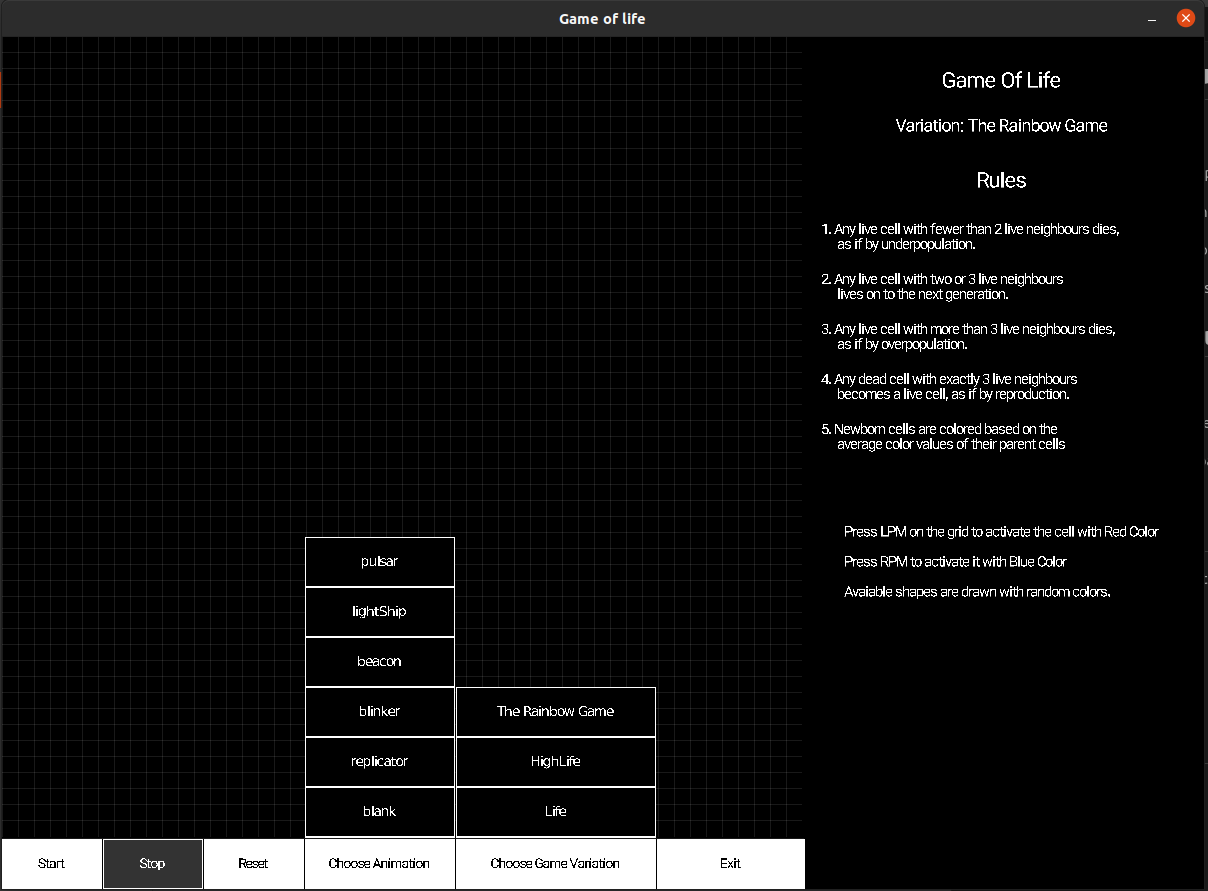 Game of life
Game Of Life
Variation: The Rainbow Game
Rules
1. Any live cell with fewer than 2 live neighbours dies,
as if by underpopulation.
2. Any live cell with two or 3 live neighbours
lives on to the next generation.
3. Any live cell with more than 3 live neighbours dies,
as if by overpopulation.
4. Any dead cell with exactly 3 live neighbours
becomes a live cell, as if by reproduction.
5. Newborn cells are colored based on the
average color values of their parent cells
Press LPM on the grid to activate the cell with Red Color
Press RPM to activate it with Blue Color
Avaiable shapes are drawn with random colors.
pulsar
lightShip
beacon
blinker
The Rainbow Game
replicator
HighLife
blank
Life
Start
Stop
Reset
Choose Animation
Choose Game Variation
Exit